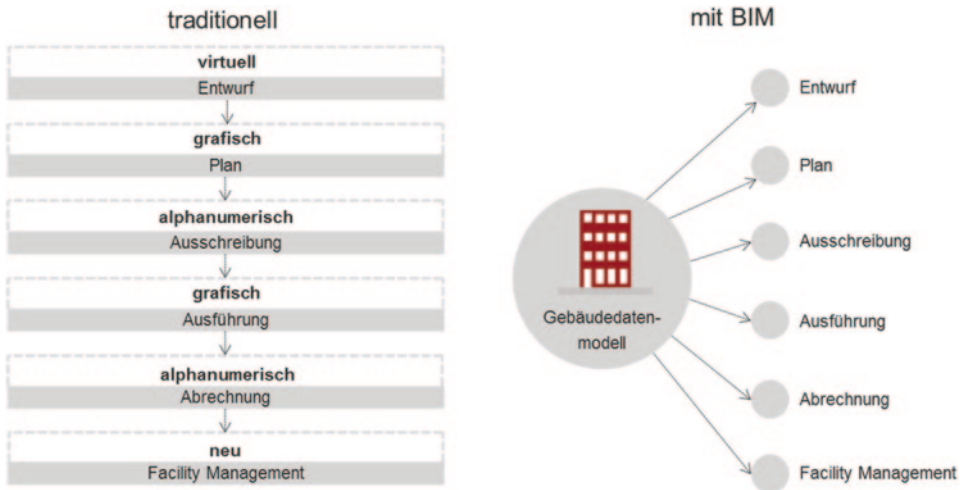 traditionell
virtuell
Entwurf
grafisch
Plan
alphanumerisch
Ausschreibung
grafisch
Ausführung
alphanumerisch
Abrechnung
neu
Facility Management
mit BIM
Gebäudedaten-
modell
Entwurf
Plan
Ausschreibung
Ausführung
Abrechnung
Facility Management